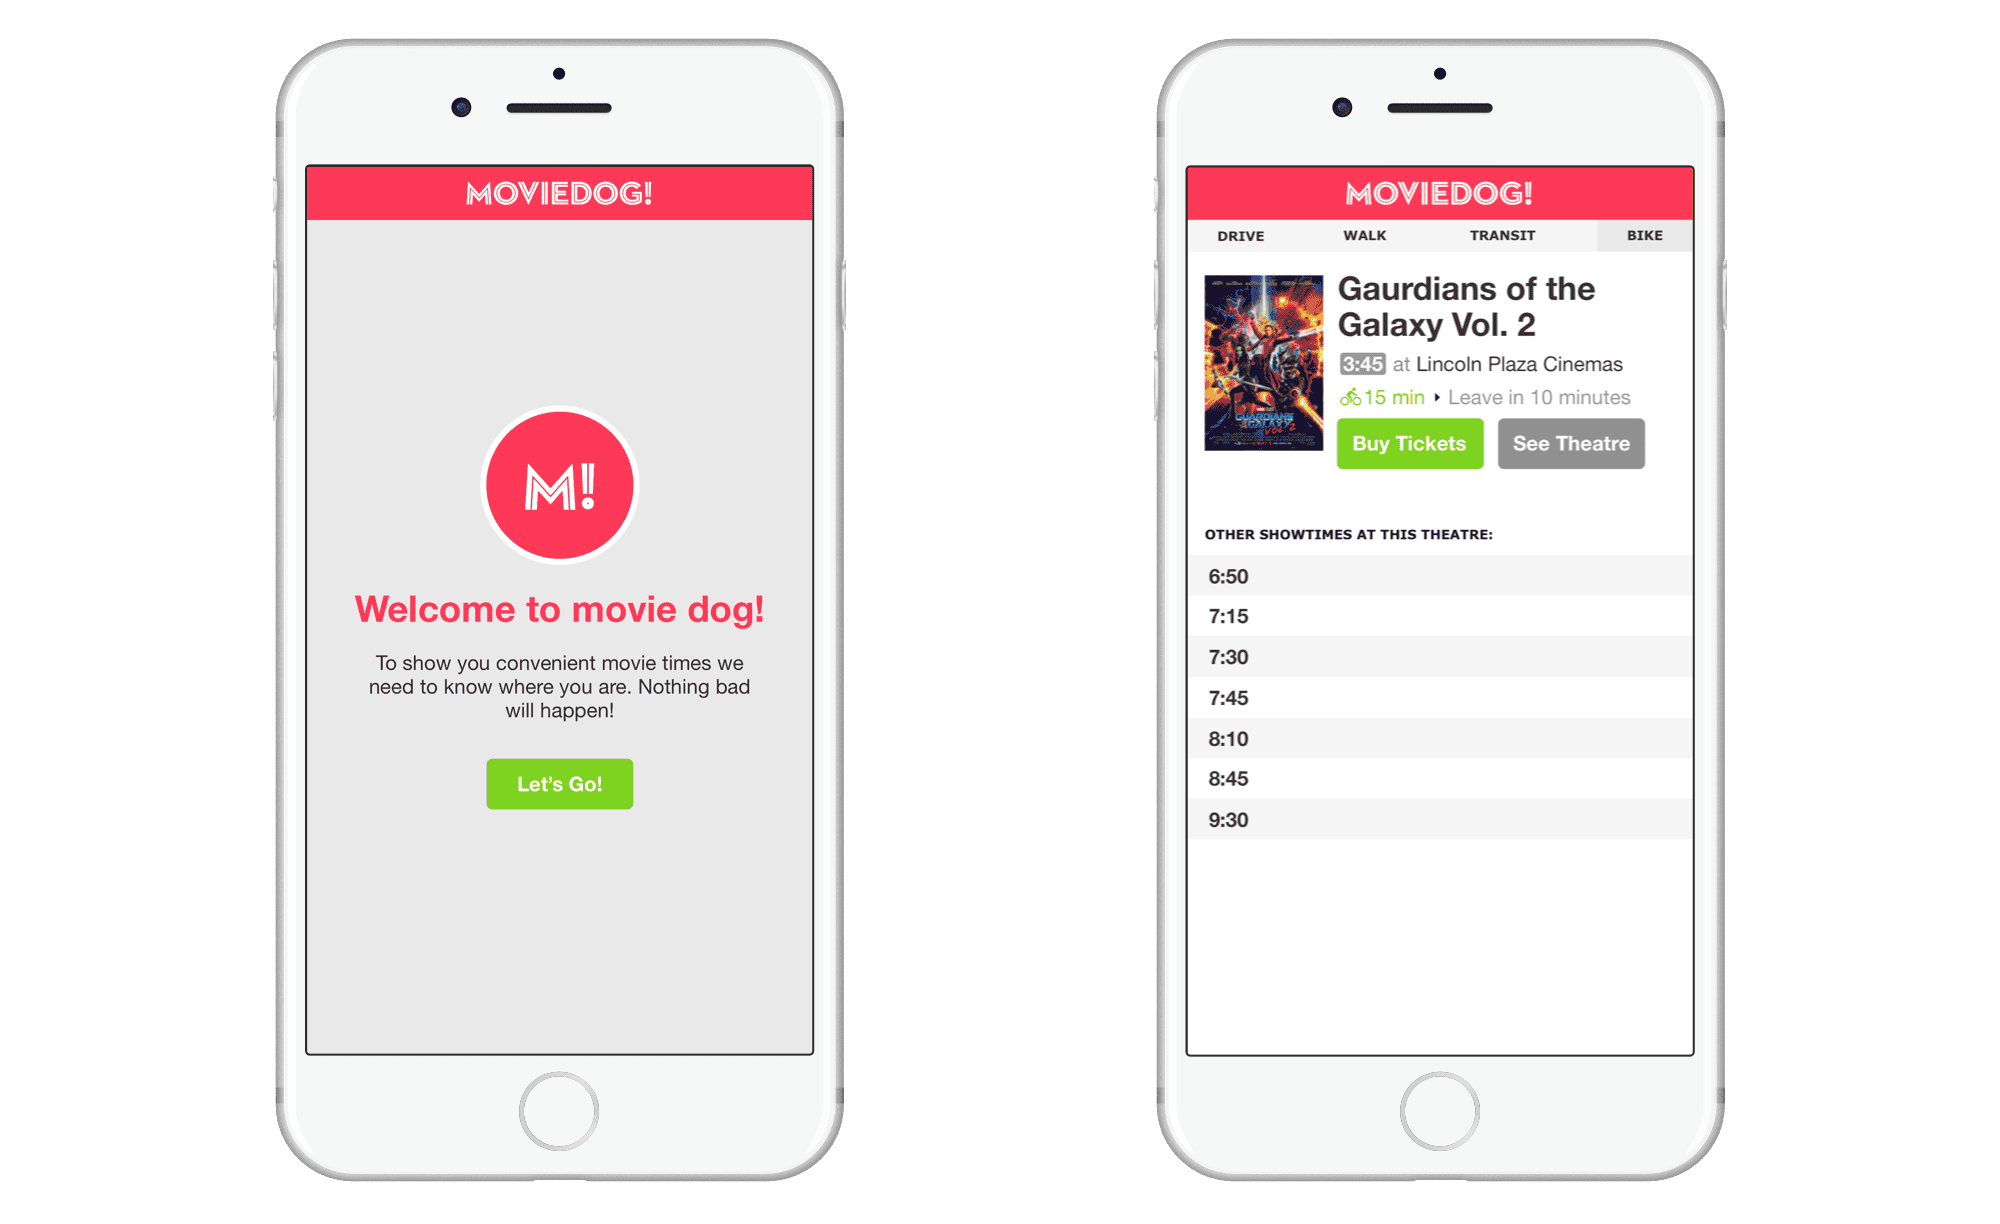 MOVIEDOG!
M!
Welcome to movie dog!
To show you convenient movie times we
need to know where you are. Nothing bad
will happen!
Let's Go!
MOVIEDOG!
DRIVE WALK TRANSIT BIKE
GUARDIANS
GALAXY
VOL. 2
Gaurdians of the
Galaxy Vol. 2
3:45 at Lincoln Plaza Cinemas
15 min ‣ Leave in 10 minutes
Buy Tickets See Theatre
OTHER SHOWTIMES AT THIS THEATRE:
6:50
7:15
7:30
7:45
8:10
8:45
9:30